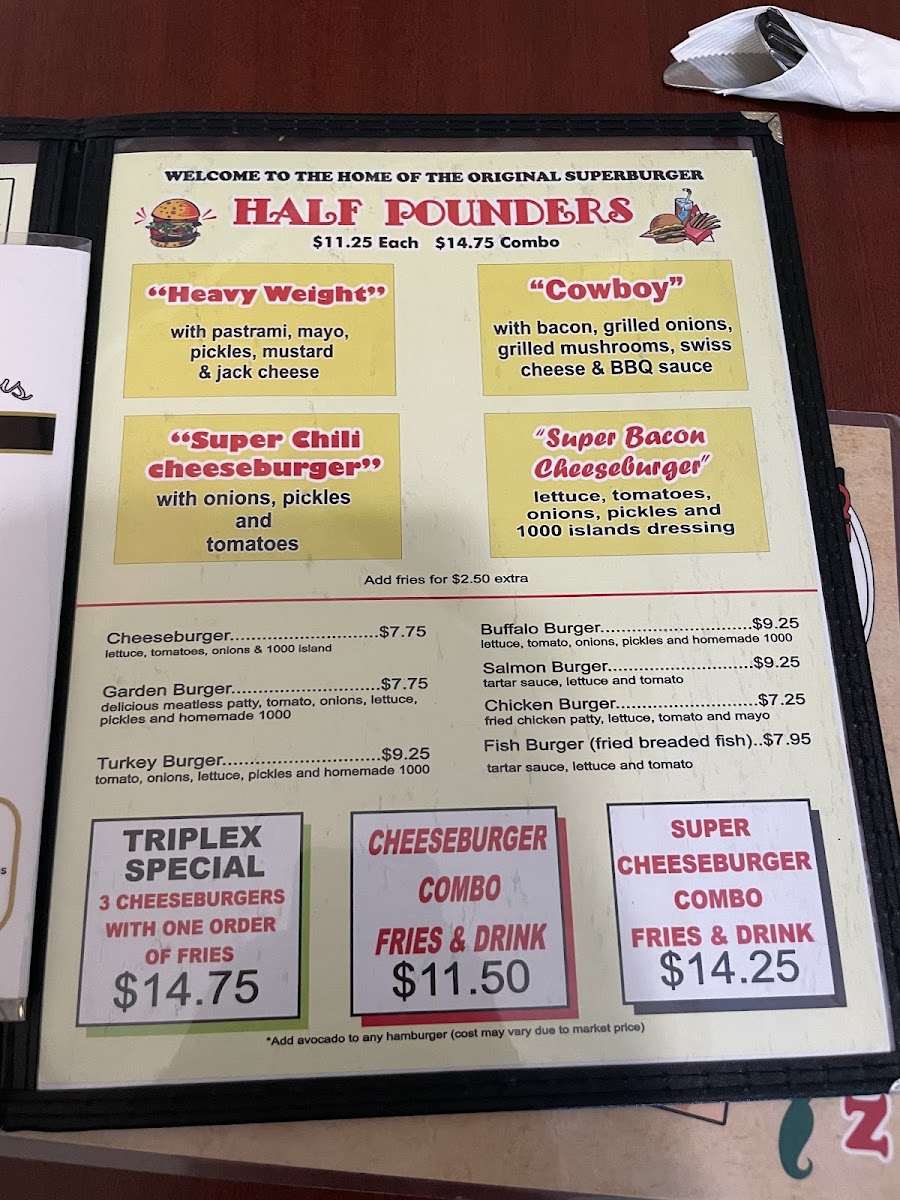 WELCOME TO THE HOME OF THE ORIGINAL SUPERBURGER
HALF POUNDERS
$11.25 Each $14.75 Combo
"Heavy Weight"
with pastrami, mayo,
pickles, mustard
& jack cheese
"Cowboy"
with bacon, grilled onions,
grilled mushrooms, swiss
cheese & BBQ sauce
"Super Chili
cheeseburger"
with onions, pickles
and
tomatoes
"Super Bacon
Cheeseburger"
lettuce, tomatoes,
onions, pickles and
1000 islands dressing
Add fries for $2.50 extra
Cheeseburger............................$7.75
lettuce, tomatoes, onions & 1000 island
Garden Burger............................$7.75
delicious meatless patty, tomato, onions, lettuce,
pickles and homemade 1000
Turkey Burger..............................$9.25
tomato, onions, lettuce, pickles and homemade 1000
Buffalo Burger.............................$9.25
lettuce, tomato, onions, pickles and homemade 1000
Salmon Burger...........................$9.25
tartar sauce, lettuce and tomato
Chicken Burger...........................$7.25
fried chicken patty, lettuce, tomato and mayo
Fish Burger (fried breaded fish)..$7.95
tartar sauce, lettuce and tomato
TRIPLEX
SPECIAL
3 CHEESEBURGERS
WITH ONE ORDER
OF FRIES
$14.75
CHEESEBURGER
COMBO
FRIES & DRINK
$11.50
SUPER
CHEESEBURGER
COMBO
FRIES & DRINK
$14.25
*Add avocado to any hamburger (cost may vary due to market price)